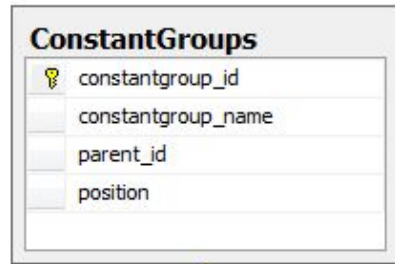 ConstantGroups
constantgroup_id
constantgroup_name
parent_id
position